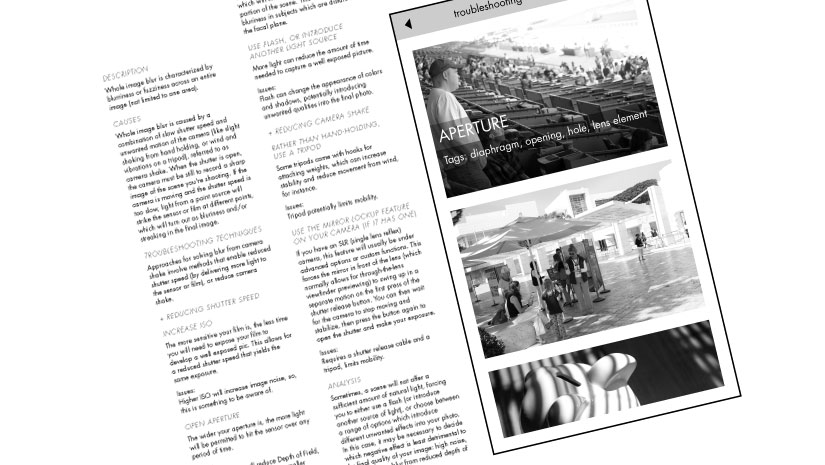 DESCRIPTION
Whole image blur is characterized by
blurriness or fuzziness across an entire
image (not limited to one area).
CAUSES
Whole image blur is caused by a
combination of slow shutter speed and
unwanted motion of the camera (like slight
shaking from hand holding, or wind and
vibrations on a tripod), referred to as
camera shake. When the shutter is open,
the camera must be still to record a sharp
image of the scene you're shooting. If the
camera is moving and the shutter speed is
too slow, light from a point source will
strike the sensor or film at different points,
which will turn out as blurriness and/or
streaking in the final image.
TROUBLESHOOTING TECHNIQUES
Approaches for solving blur from camera
shake involve methods that enable reduced
shutter speed (by delivering more light to
the sensor or film), or reduce camera
shake.
+ REDUCING SHUTTER SPEED
INCREASE ISO
The more sensitive your film is, the less time
you will need to expose your film to
develop a well exposed pic. This allows for
a reduced shutter speed that yields the
same exposure.
Issues:
Higher ISO will increase image noise, so,
this is something to be aware of.
OPEN APERTURE
The wider your aperture is, the more light
will be permitted to hit the sensor over any
period of time.
reduce Depth of Field,
portion of the scene.
blurriness in subjects which are distant
the focal plane.
USE FLASH, OR INTRODUCE
ANOTHER LIGHT SOURCE
More light can reduce the amount of time
needed to capture a well exposed picture.
Issues:
Flash can change the appearance of colors
and shadows, potentially introducing
unwanted qualities into the final photo.
+ REDUCING CAMERA SHAKE
RATHER THAN HAND-HOLDING,
USE A TRIPOD
Some tripods come with hooks for
attaching weights, which can increase
stability and reduce movement from wind,
for instance.
Issues:
Tripod potentially limits mobility.
USE THE MIRROR LOCKUP FEATURE
ON YOUR CAMERA (IF IT HAS ONE)
If you have an SLR (single lens reflex)
camera, this feature will usually be under
advanced options or custom functions. This
forces the mirror in front of the lens (which
normally allows for through-the-lens
viewfinder previewing) to swing up in a
separate motion on the first press of the
shutter release button. You can then wait
for the camera to stop moving and
stabilize, then press the button again to
open the shutter and make your exposure.
Issues:
Requires a shutter release cable and a
tripod, limits mobility.
ANALYSIS
Sometimes, a scene will not offer a
sufficient amount of natural light, forcing
you to either use a flash (or introduce
another source of light), or choose between
a range of options which introduce
different unwanted effects into your photo.
In this case, it may be necessary to decide
which negative effect is least detrimental to
final quality of your image: high noise,
blur from reduced depth of
troubleshooting
APERTURE
Tags: diaphragm, opening, hole, lens element